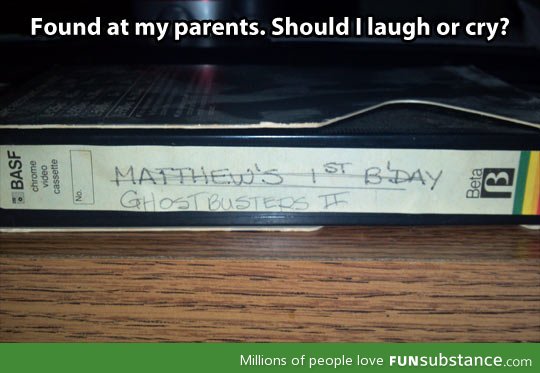 Found at my parents. Should I laugh or cry?
BASF
chrome
video
cassette
No.
MATTHEW'S 1ST B'DAY
GHOSTBUSTERS II
Beta
B
Millions of people love FUNsubstance.com